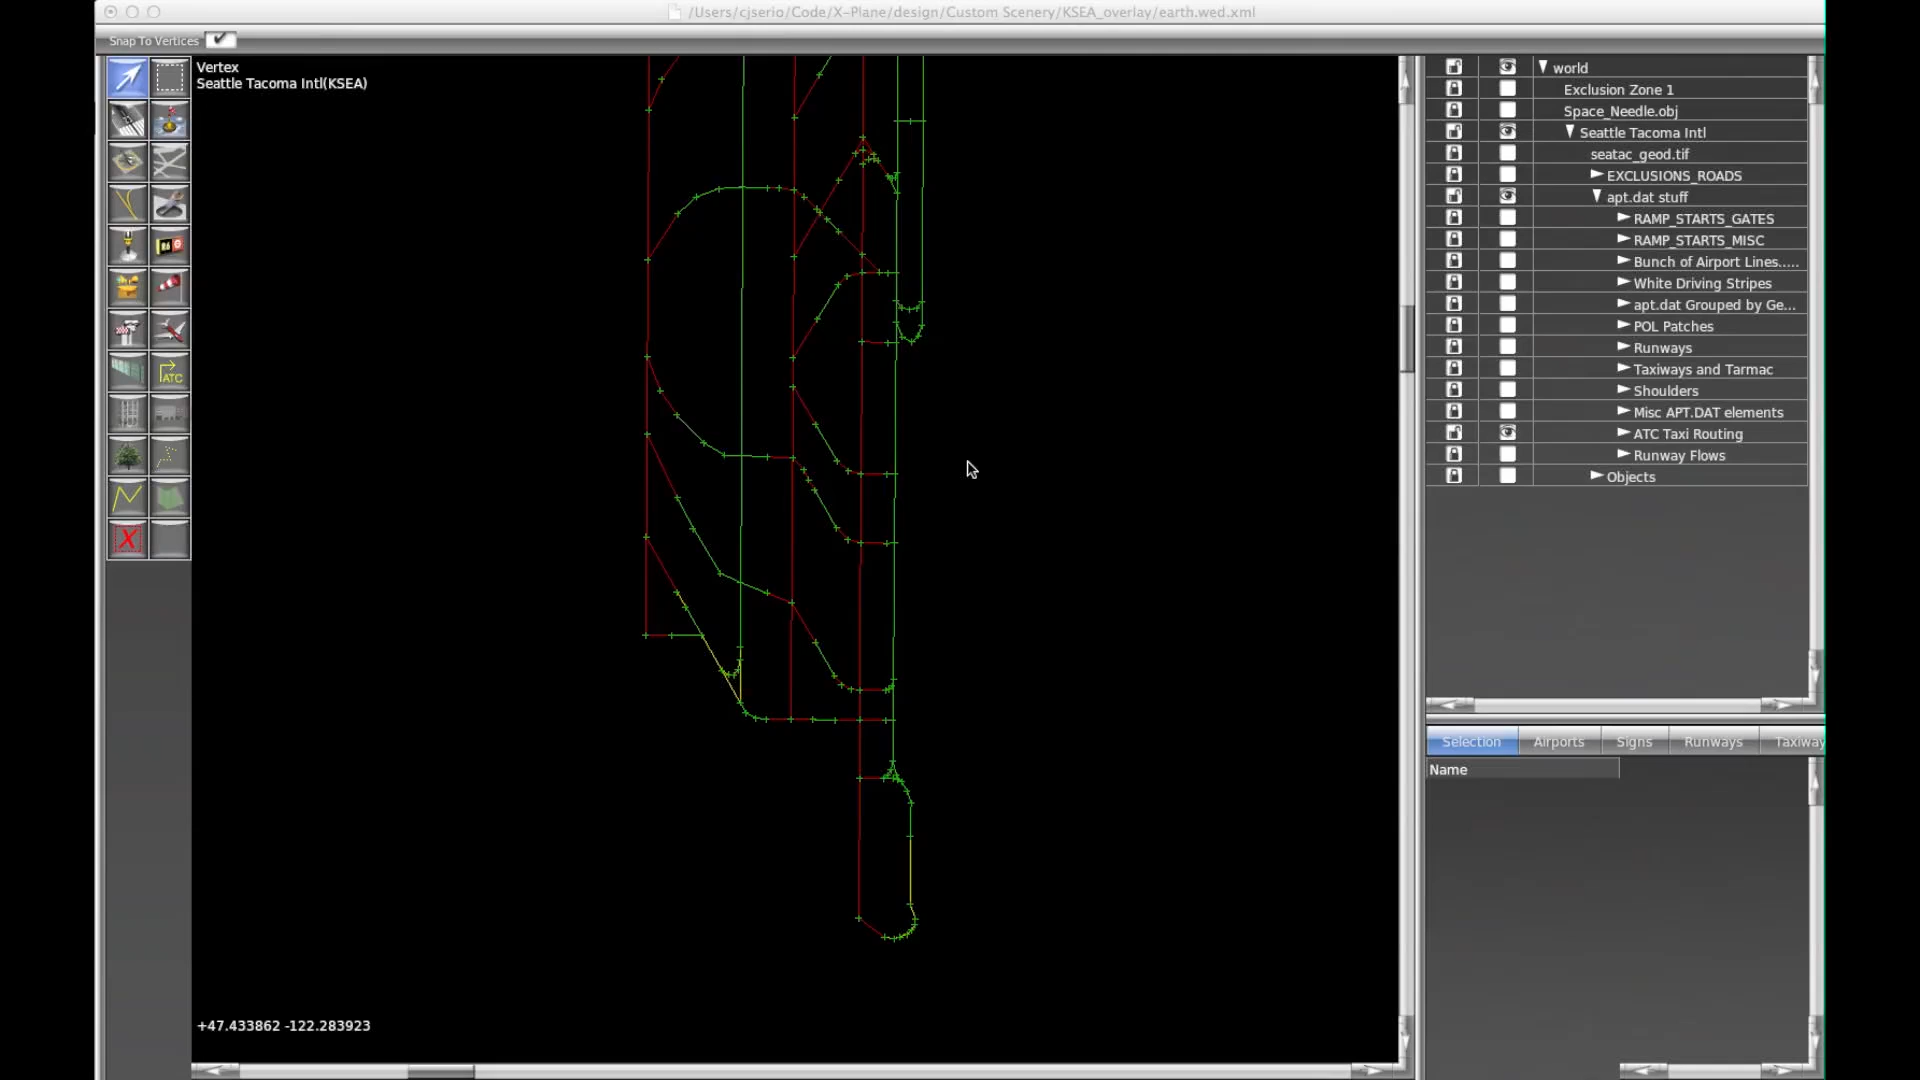 /Users/cjserio/Code/X-Plane/design/Custom Scenery/KSEA_overlay/earth.wed.xml
Snap To Vertices
Vertex
Seattle Tacoma Intl(KSEA)
26
ATC
X
+47.433862 -122.283923
world
Exclusion Zone 1
Space_Needle.obj
Seattle Tacoma Intl
seatac_geod.tif
EXCLUSIONS_ROADS
apt.dat stuff
RAMP_STARTS_GATES
RAMP_STARTS_MISC
Bunch of Airport Lines.....
White Driving Stripes
apt.dat Grouped by Ge...
POL Patches
Runways
Taxiways and Tarmac
Shoulders
Misc APT.DAT elements
ATC Taxi Routing
Runway Flows
Objects
Selection Airports Signs Runways Taxiway
Name